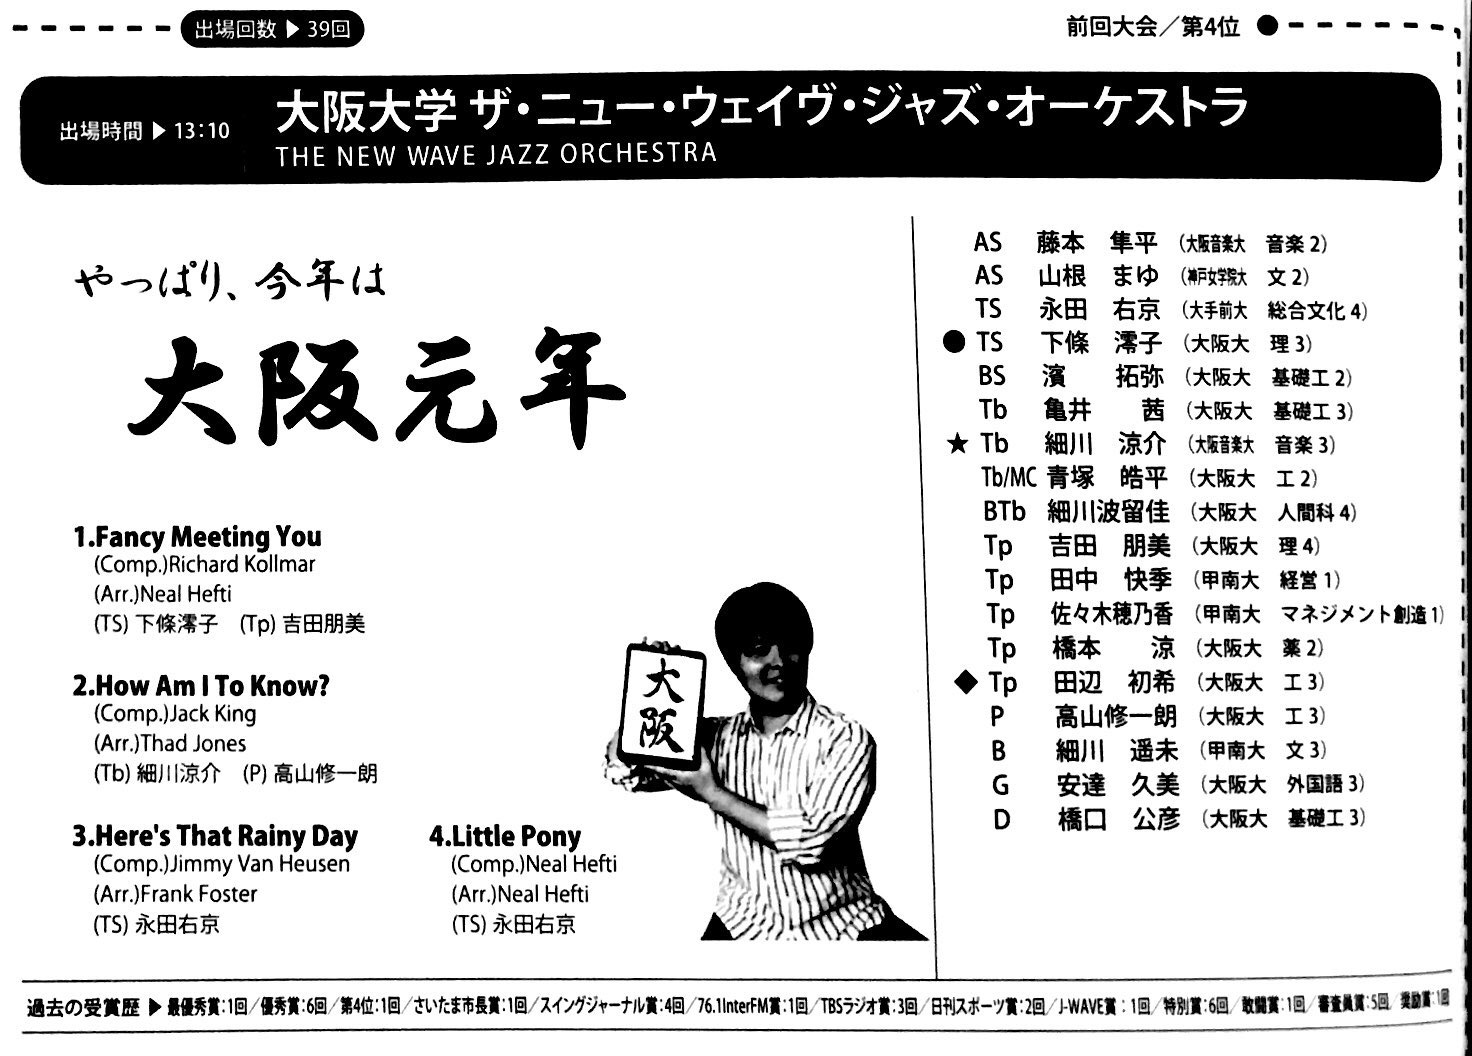 出場回数 ▶ 39回
前回大会／第4位 ●
出場時間 ▶ 13:10
大阪大学 ザ・ニュー・ウェイヴ・ジャズ・オーケストラ
THE NEW WAVE JAZZ ORCHESTRA
やっぱり、今年は
大阪元年
1.Fancy Meeting You
(Comp.)Richard Kollmar
(Arr.)Neal Hefti
(TS) 下條澪子　(Tp) 吉田朋美
2.How Am I To Know?
(Comp.)Jack King
(Arr.)Thad Jones
(Tb) 細川涼介　(P) 高山修一朗
3.Here's That Rainy Day
(Comp.)Jimmy Van Heusen
(Arr.)Frank Foster
(TS) 永田右京
4.Little Pony
(Comp.)Neal Hefti
(Arr.)Neal Hefti
(TS) 永田右京
大
阪
AS　藤本　隼平（大阪音楽大　音楽 2）
AS　山根　まゆ（神戸女学院大　文 2）
TS　永田　右京（大手前大　総合文化 4）
● TS　下條　澪子（大阪大　理 3）
BS　濱　　拓弥（大阪大　基礎工 2）
Tb　亀井　　茜（大阪大　基礎工 3）
★ Tb　細川　涼介（大阪音楽大　音楽 3）
Tb/MC 青塚　皓平（大阪大　工 2）
BTb　細川波留佳（大阪大　人間科 4）
Tp　吉田　朋美（大阪大　理 4）
Tp　田中　快季（甲南大　経営 1）
Tp　佐々木穂乃香（甲南大　マネジメント創造 1）
Tp　橋本　　涼（大阪大　薬 2）
◆ Tp　田辺　初希（大阪大　工 3）
P　高山修一朗（大阪大　工 3）
B　細川　遥未（甲南大　文 3）
G　安達　久美（大阪大　外国語 3）
D　橋口　公彦（大阪大　基礎工 3）
過去の受賞歴 ▶ 最優秀賞:1回／優秀賞:6回／第4位:1回／さいたま市長賞:1回／スイングジャーナル賞:4回／76.1InterFM賞:1回／TBSラジオ賞:3回／日刊スポーツ賞:2回／J-WAVE賞：1回／特別賞:6回／敢闘賞:1回／審査員賞:5回／奨励賞:1回